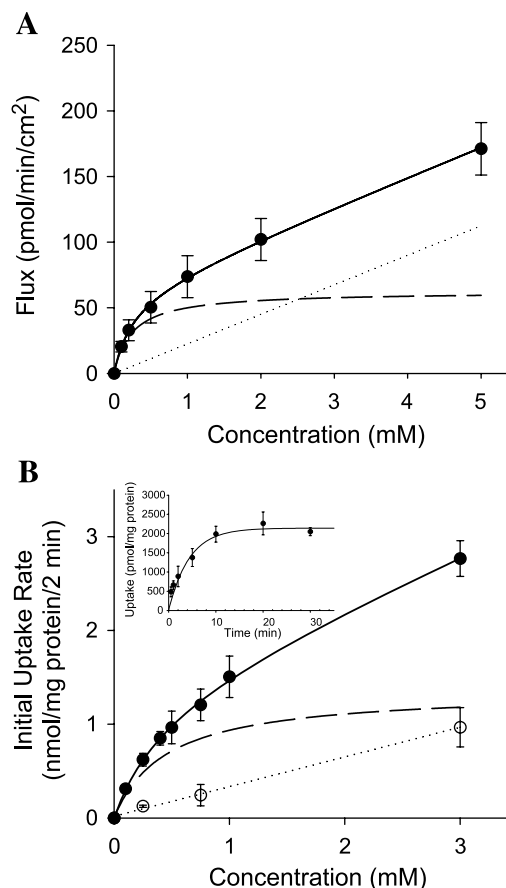 A
250
200
150
100
50
0
Flux (pmol/min/cm²)
0 1 2 3 4 5
Concentration (mM)
B
3
2
1
0
Initial Uptake Rate
(nmol/mg protein/2 min)
3000
2500
2000
1500
1000
500
0
Uptake (pmol/mg protein)
0 10 20 30
Time (min)
0 1 2 3
Concentration (mM)